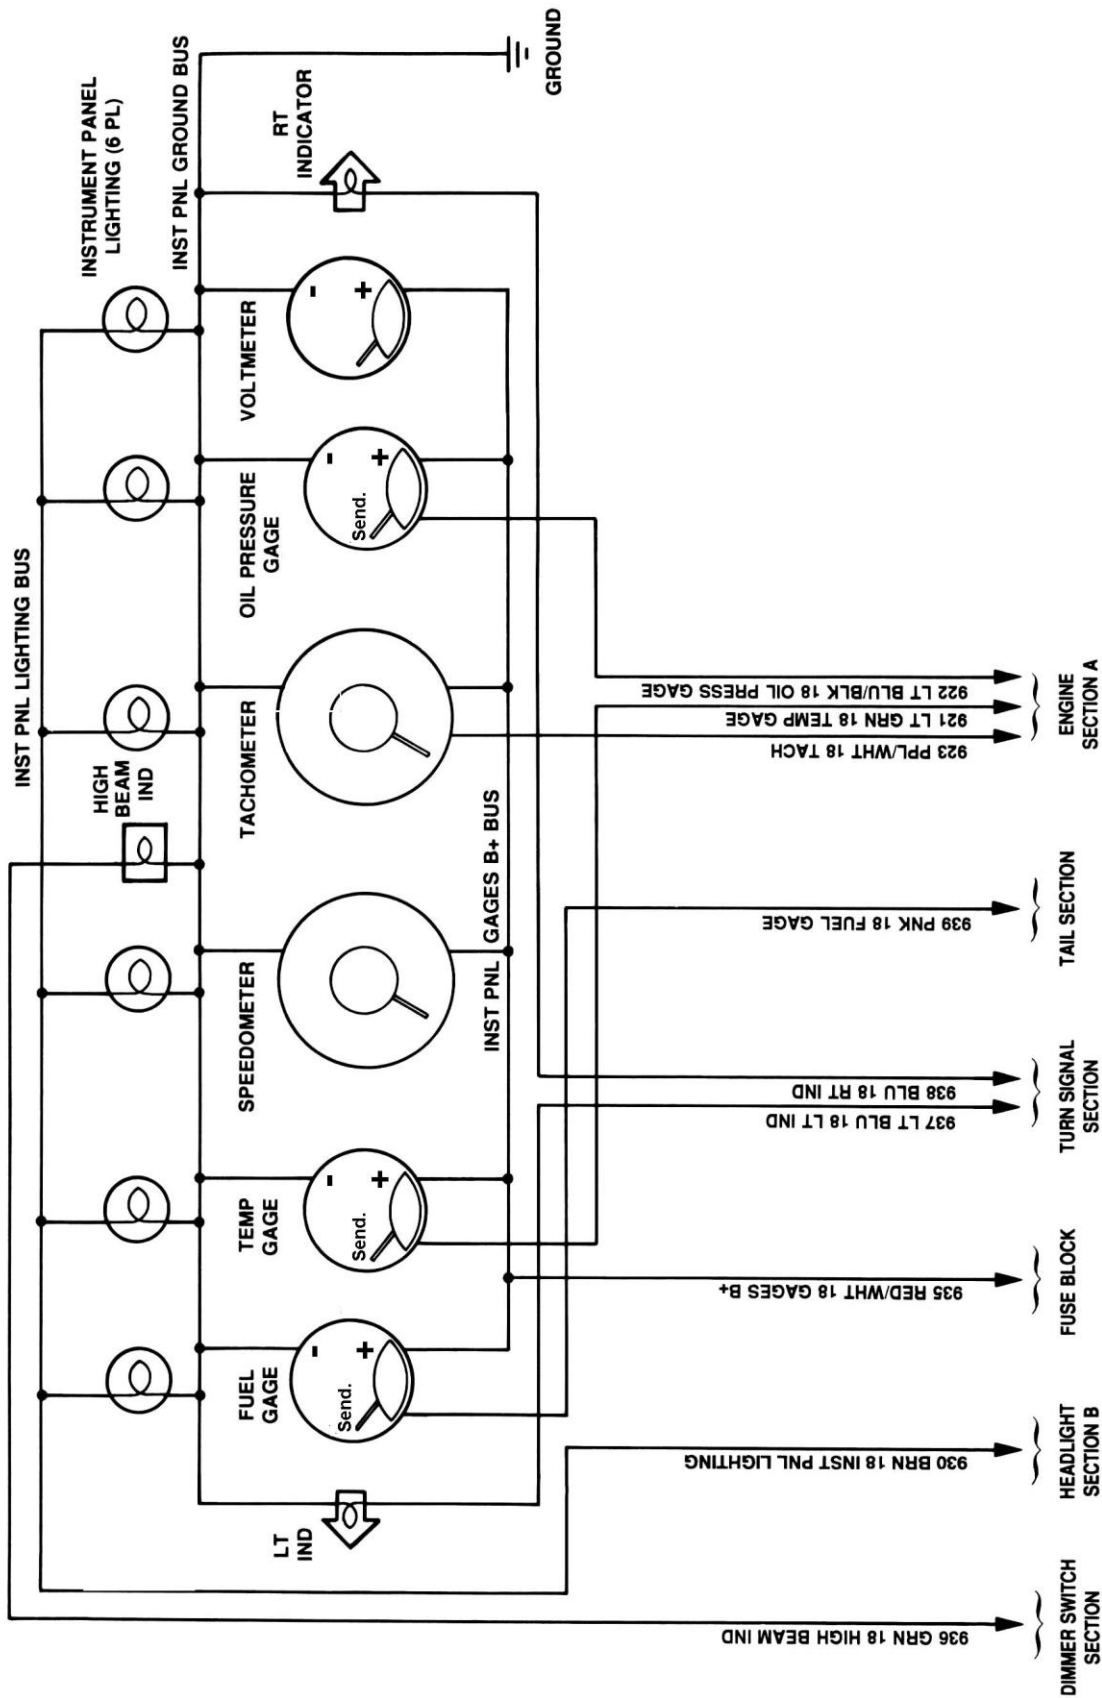 INSTRUMENT PANEL
LIGHTING (6 PL)
INST PNL LIGHTING BUS
INST PNL GROUND BUS
HIGH
BEAM
IND
LT
IND
FUEL
GAGE
TEMP
GAGE
SPEEDOMETER
TACHOMETER
OIL PRESSURE
GAGE
VOLTMETER
RT
INDICATOR
-
+
Send.
-
+
Send.
-
+
Send.
-
+
INST PNL GAGES B+ BUS
GROUND
936 GRN 18 HIGH BEAM IND
930 BRN 18 INST PNL LIGHTING
935 RED/WHT 18 GAGES B+
937 LT BLU 18 LT IND
938 BLU 18 RT IND
939 PNK 18 FUEL GAGE
923 PPL/WHT 18 TACH
921 LT GRN 18 TEMP GAGE
922 LT BLU/BLK 18 OIL PRESS GAGE
DIMMER SWITCH
SECTION
HEADLIGHT
SECTION B
FUSE BLOCK
TURN SIGNAL
SECTION
TAIL SECTION
ENGINE
SECTION A